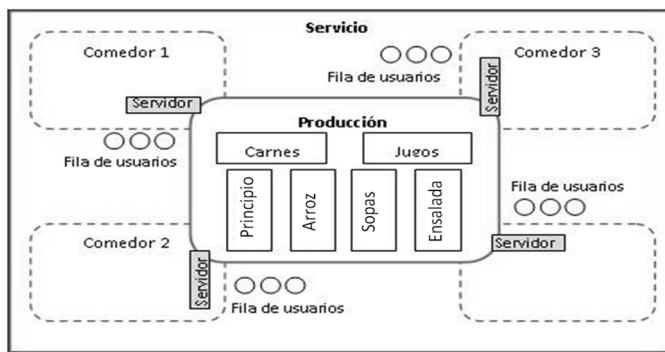 Servicio
Comedor 1
Comedor 3
Fila de usuarios
Servidor
Servidor
Producción
Fila de usuarios
Carnes
Jugos
Principio
Arroz
Sopas
Ensalada
Fila de usuarios
Comedor 2
Servidor
Servidor
Fila de usuarios